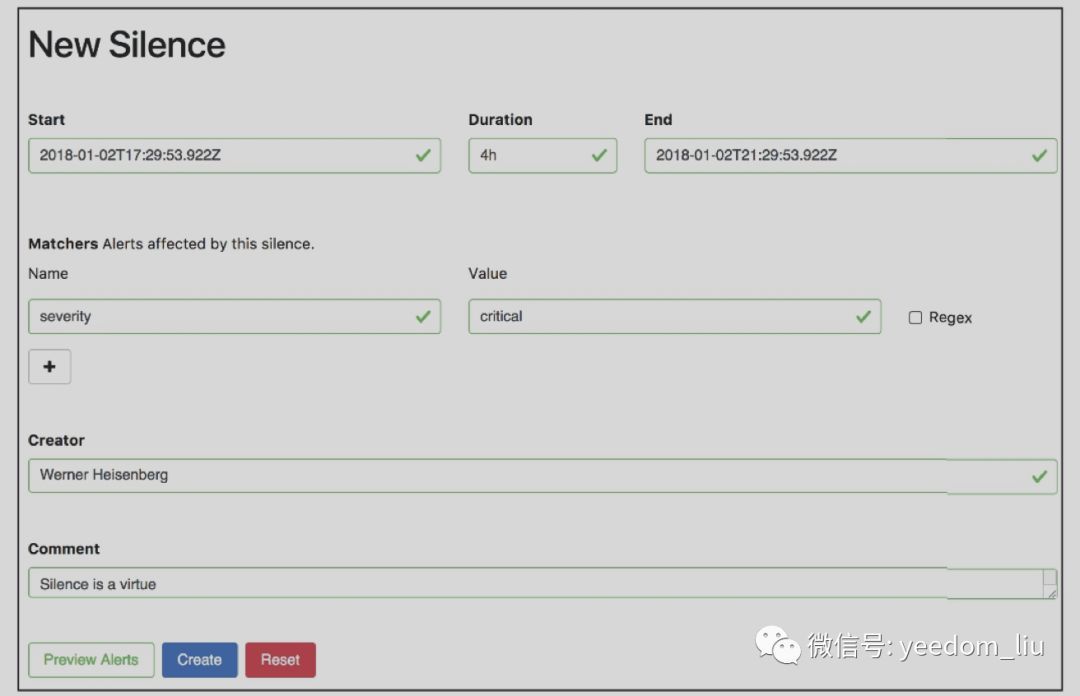 New Silence
Start Duration End
2018-01-02T17:29:53.922Z 4h 2018-01-02T21:29:53.922Z
Matchers Alerts affected by this silence.
Name Value
severity critical Regex
+
Creator
Werner Heisenberg
Comment
Silence is a virtue
Preview Alerts Create Reset
微信号: yeedom_liu